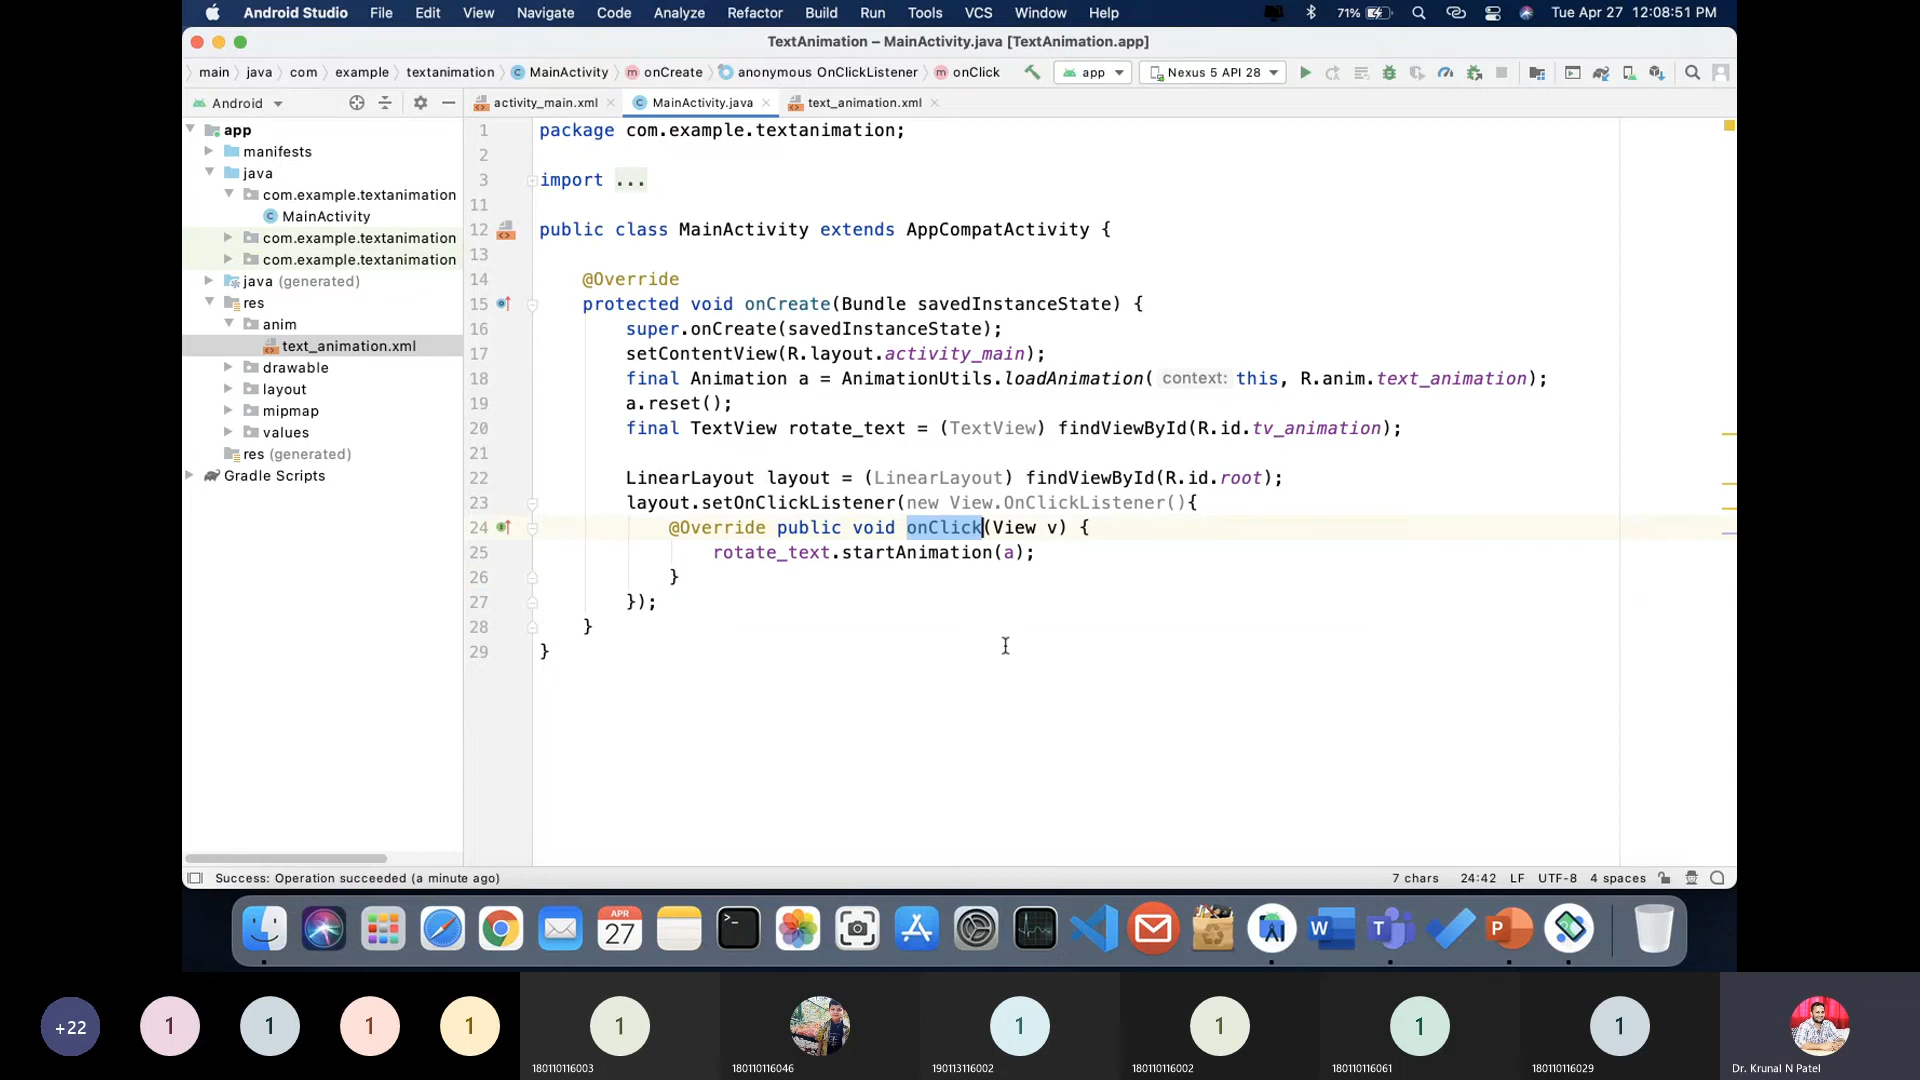 Android Studio File Edit View Navigate Code Analyze Refactor Build Run Tools VCS Window Help 71% Tue Apr 27 12:08:51 PM
TextAnimation – MainActivity.java [TextAnimation.app]
main java com example textanimation MainActivity onCreate anonymous OnClickListener onClick app Nexus 5 API 28
Android activity_main.xml MainActivity.java text_animation.xml
app
manifests
java
com.example.textanimation
MainActivity
com.example.textanimation
com.example.textanimation
java (generated)
res
anim
text_animation.xml
drawable
layout
mipmap
values
res (generated)
Gradle Scripts
1 package com.example.textanimation;
2
3 import ...
11
12 public class MainActivity extends AppCompatActivity {
13
14 @Override
15 protected void onCreate(Bundle savedInstanceState) {
16 super.onCreate(savedInstanceState);
17 setContentView(R.layout.activity_main);
18 final Animation a = AnimationUtils.loadAnimation( context: this, R.anim.text_animation);
19 a.reset();
20 final TextView rotate_text = (TextView) findViewById(R.id.tv_animation);
21
22 LinearLayout layout = (LinearLayout) findViewById(R.id.root);
23 layout.setOnClickListener(new View.OnClickListener(){
24 @Override public void onClick(View v) {
25 rotate_text.startAnimation(a);
26 }
27 });
28 }
29 }
Success: Operation succeeded (a minute ago) 7 chars 24:42 LF UTF-8 4 spaces
APR
27
W T P
+22 1 1 1 1 1 1 1 1 1
180110116003 180110116046 190113116002 180110116002 180110116061 180110116029 Dr. Krunal N Patel